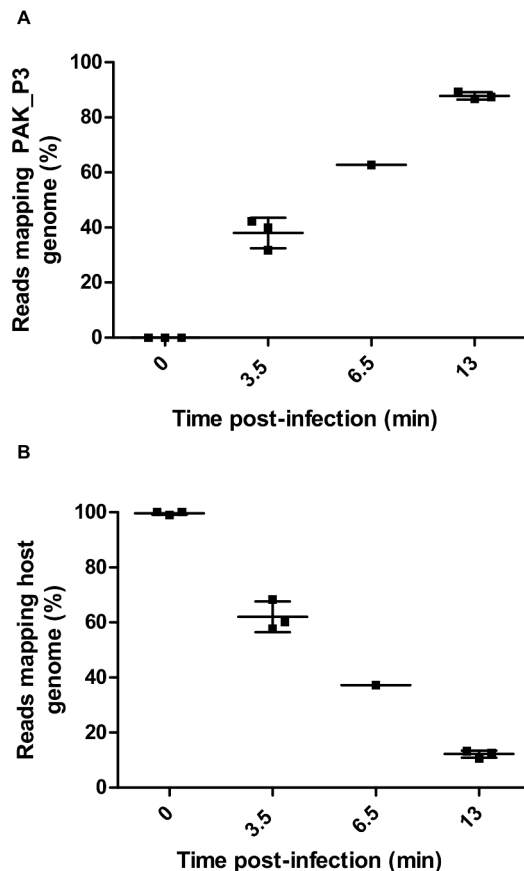 A
Reads mapping PAK_P3
genome (%)
100
80
60
40
20
0
0
3.5
6.5
13
Time post-infection (min)
B
Reads mapping host
genome (%)
100
80
60
40
20
0
0
3.5
6.5
13
Time post-infection (min)